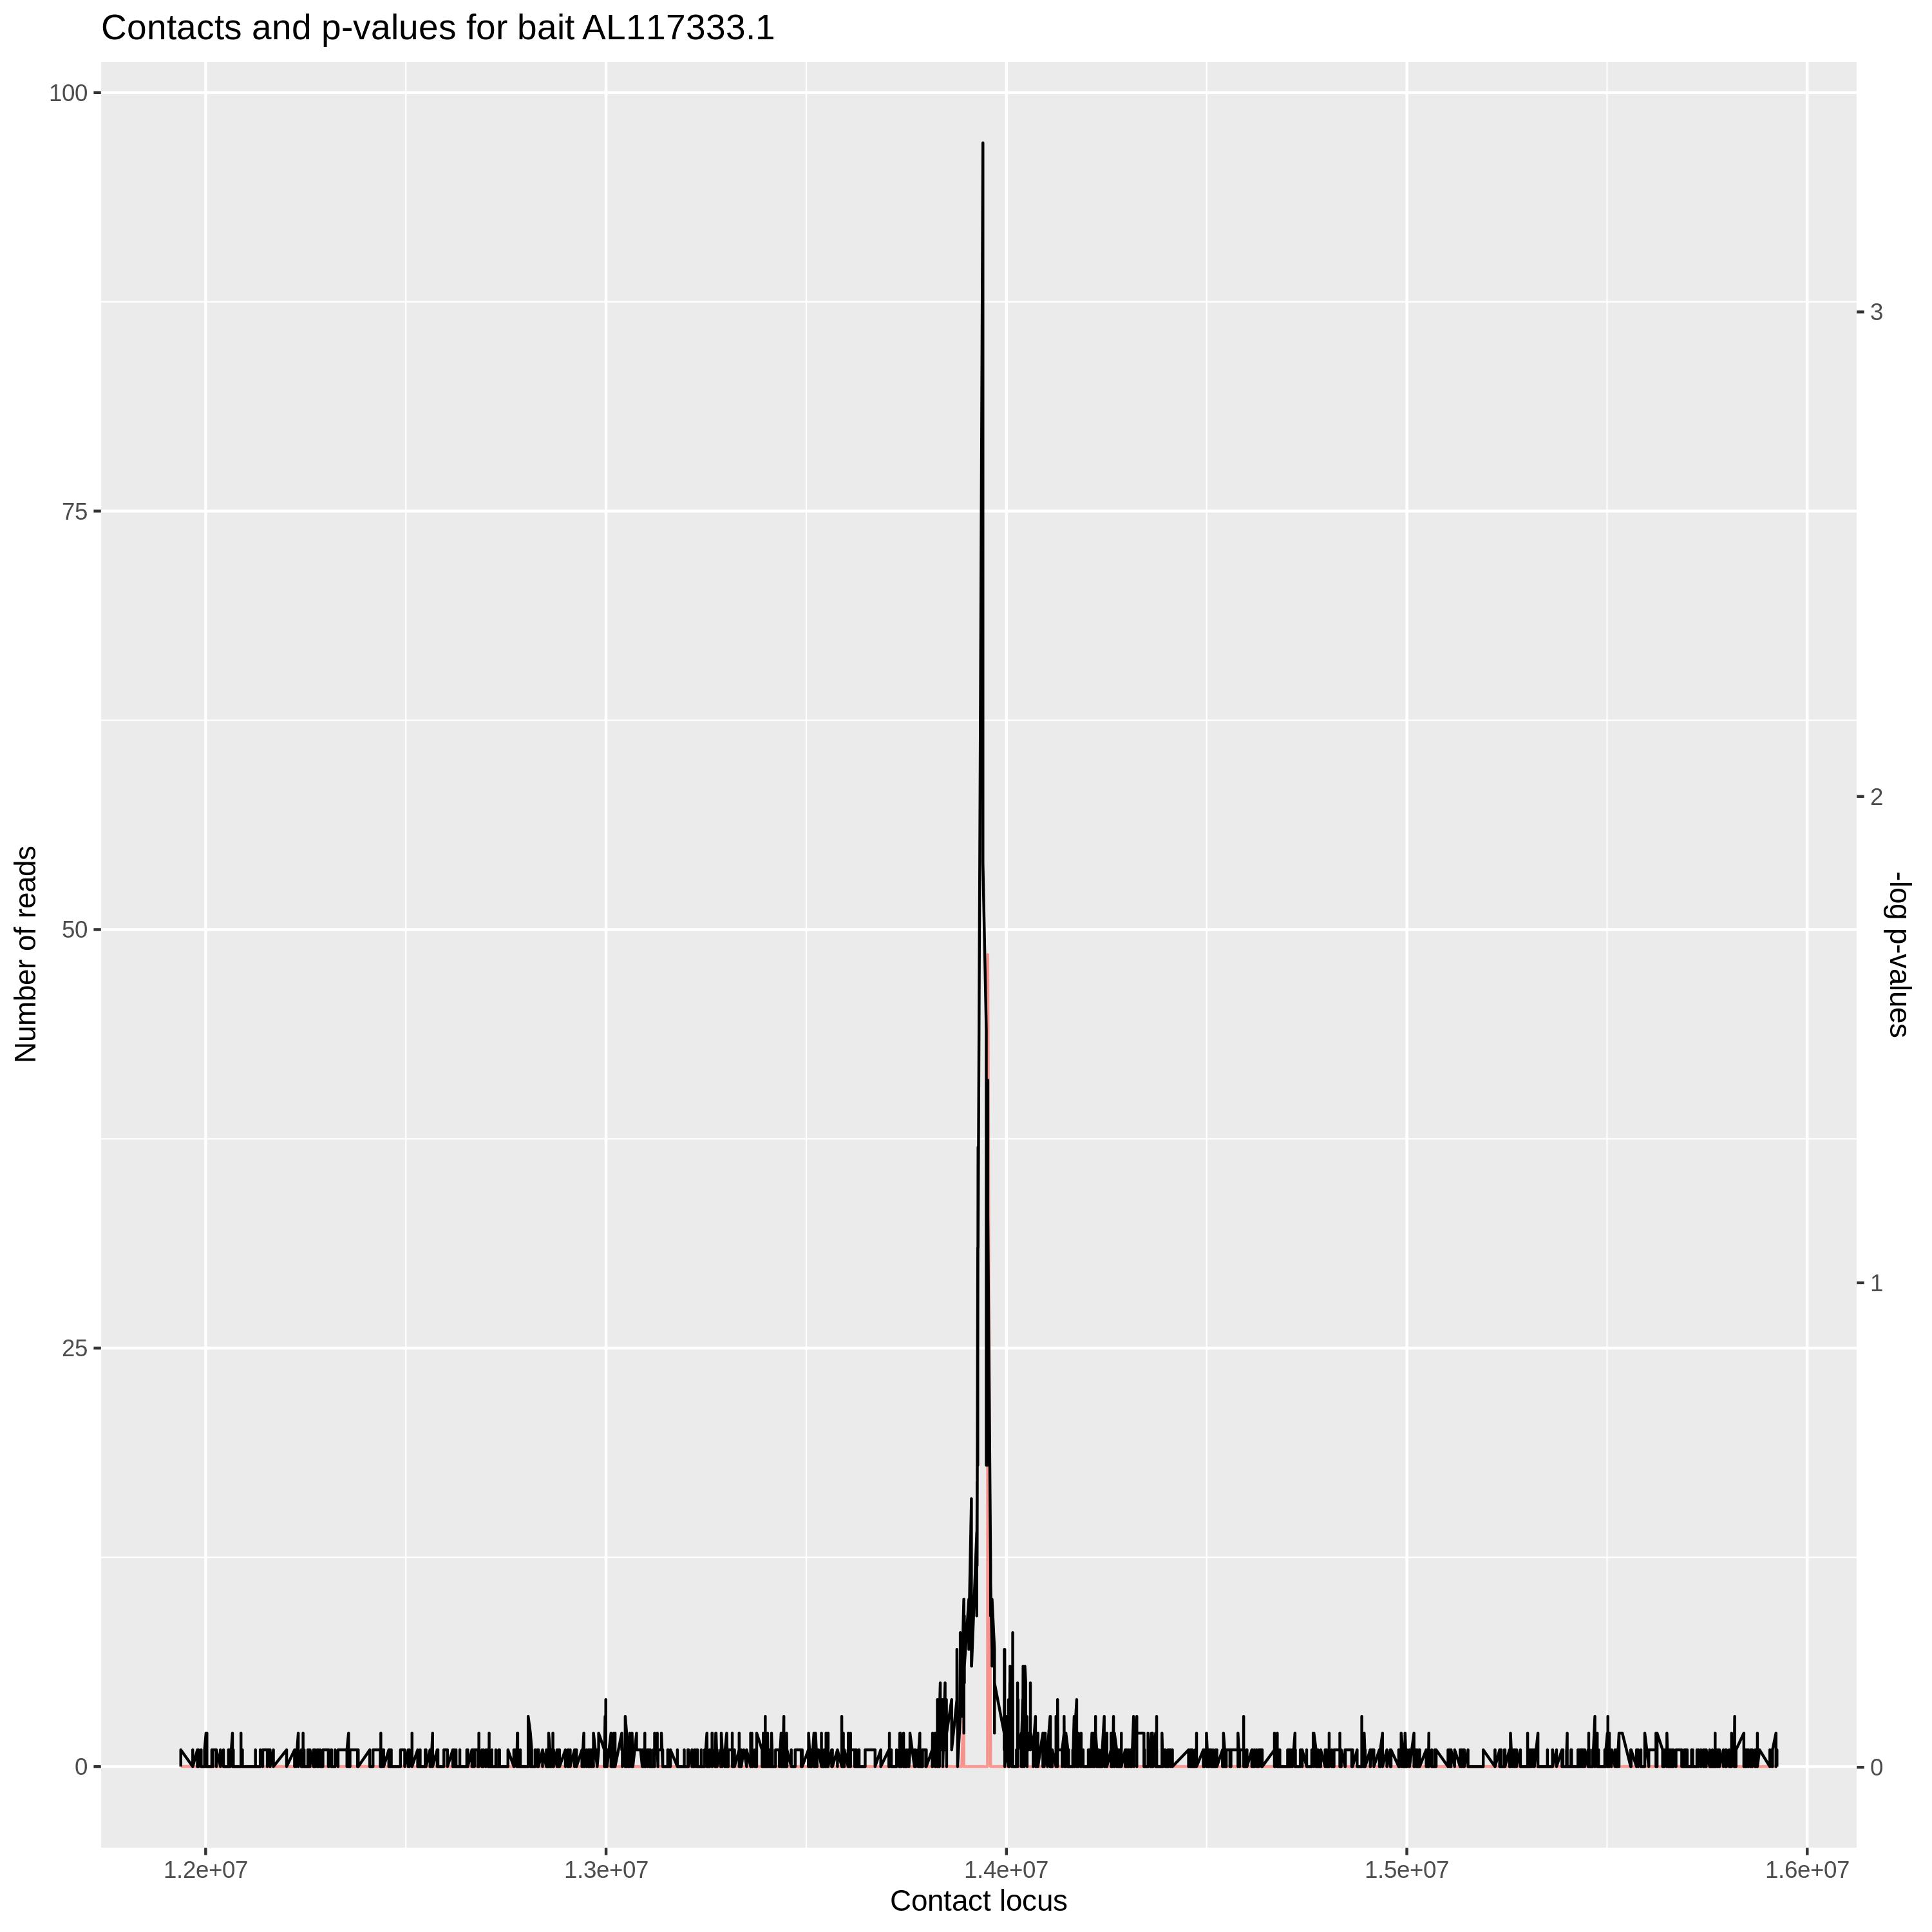 Contacts and p-values for bait AL117333.1
100
75
50
25
0
Number of reads
3
2
1
0
-log p-values
1.2e+07
1.3e+07
1.4e+07
1.5e+07
1.6e+07
Contact locus